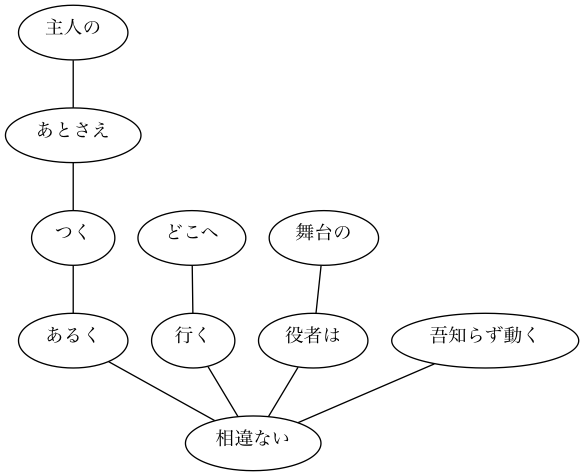 主人の
あとさえ
つく
どこへ
舞台の
あるく
行く
役者は
吾知らず動く
相違ない